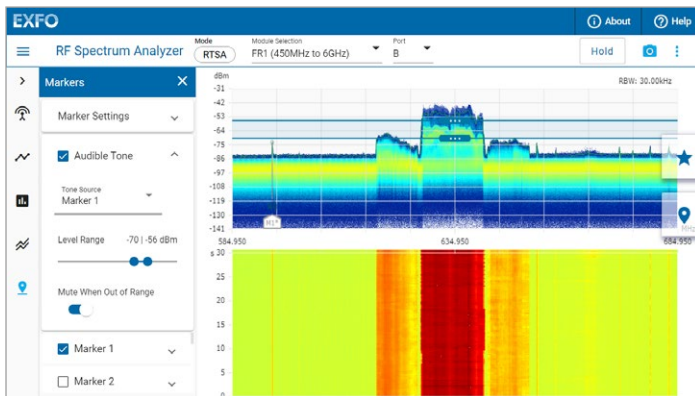 EXFO
About
Help
RF Spectrum Analyzer
Mode
RTSA
Module Selection
FR1 (450MHz to 6GHz)
Port
B
Hold
Markers
Marker Settings
Audible Tone
Tone Source
Marker 1
Level Range
-70 | -56 dBm
Mute When Out of Range
Marker 1
Marker 2
dBm
RBW: 30.00kHz
-31
-42
-53
-64
-75
-86
-97
-108
-119
-130
-141
M1*
584.950
634.950
684.950
MHz
s 30
25
20
15
10
5
0